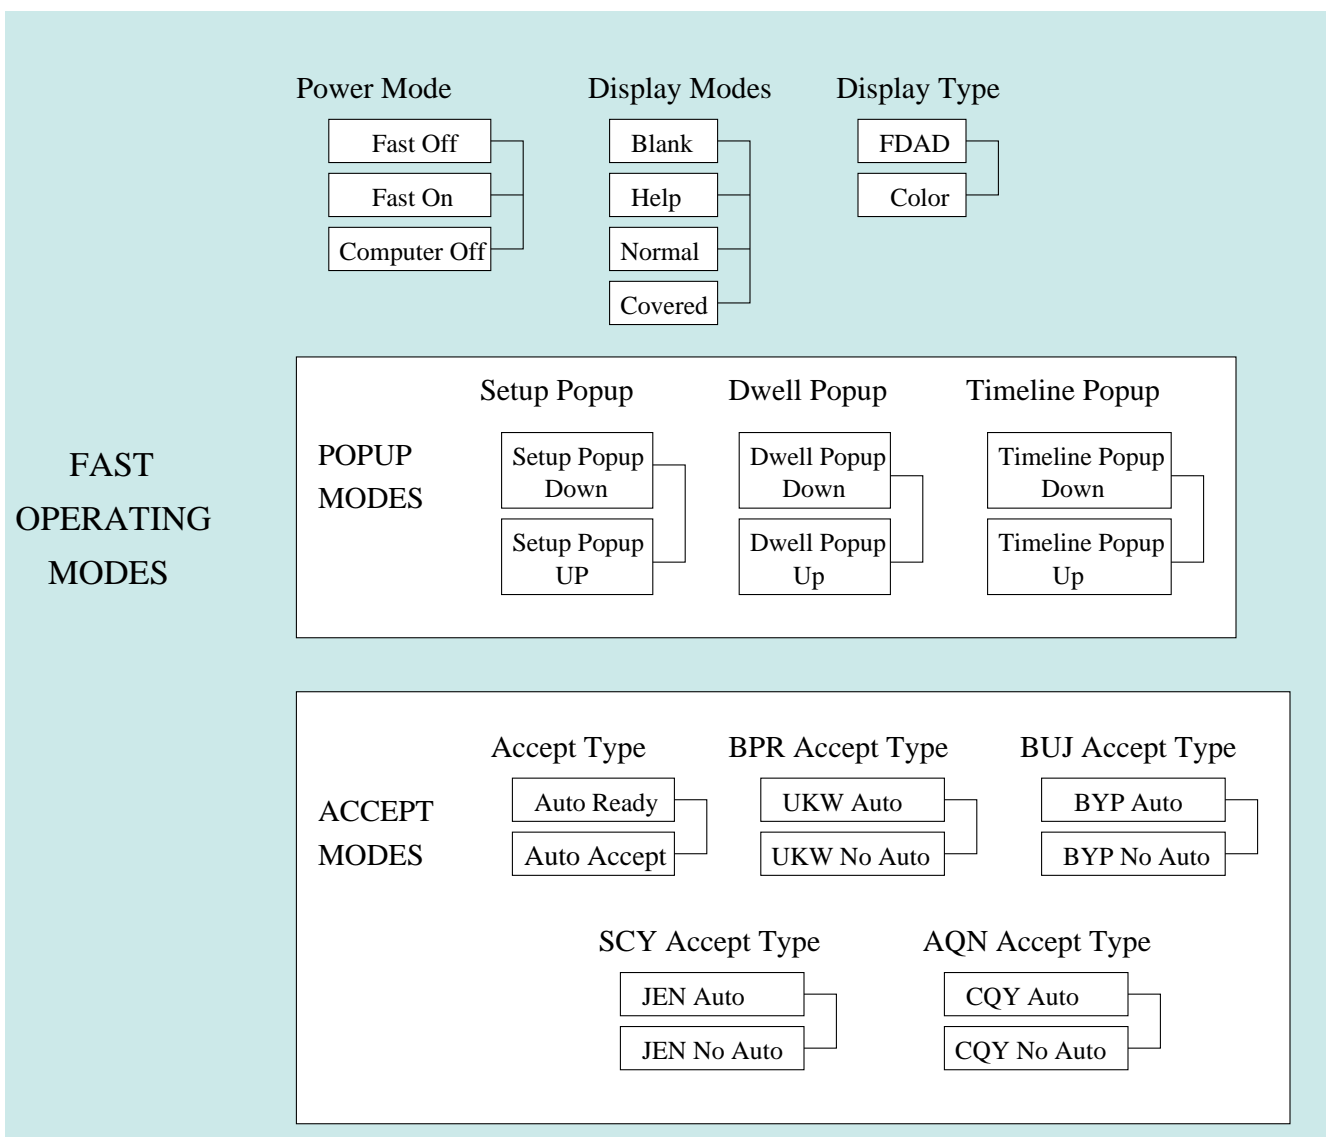 Power Mode
Fast Off
Fast On
Computer Off
Display Modes
Blank
Help
Normal
Covered
Display Type
FDAD
Color
FAST
OPERATING
MODES
POPUP
MODES
Setup Popup
Setup Popup
Down
Setup Popup
UP
Dwell Popup
Dwell Popup
Down
Dwell Popup
Up
Timeline Popup
Timeline Popup
Down
Timeline Popup
Up
ACCEPT
MODES
Accept Type
Auto Ready
Auto Accept
BPR Accept Type
UKW Auto
UKW No Auto
BUJ Accept Type
BYP Auto
BYP No Auto
SCY Accept Type
JEN Auto
JEN No Auto
AQN Accept Type
CQY Auto
CQY No Auto